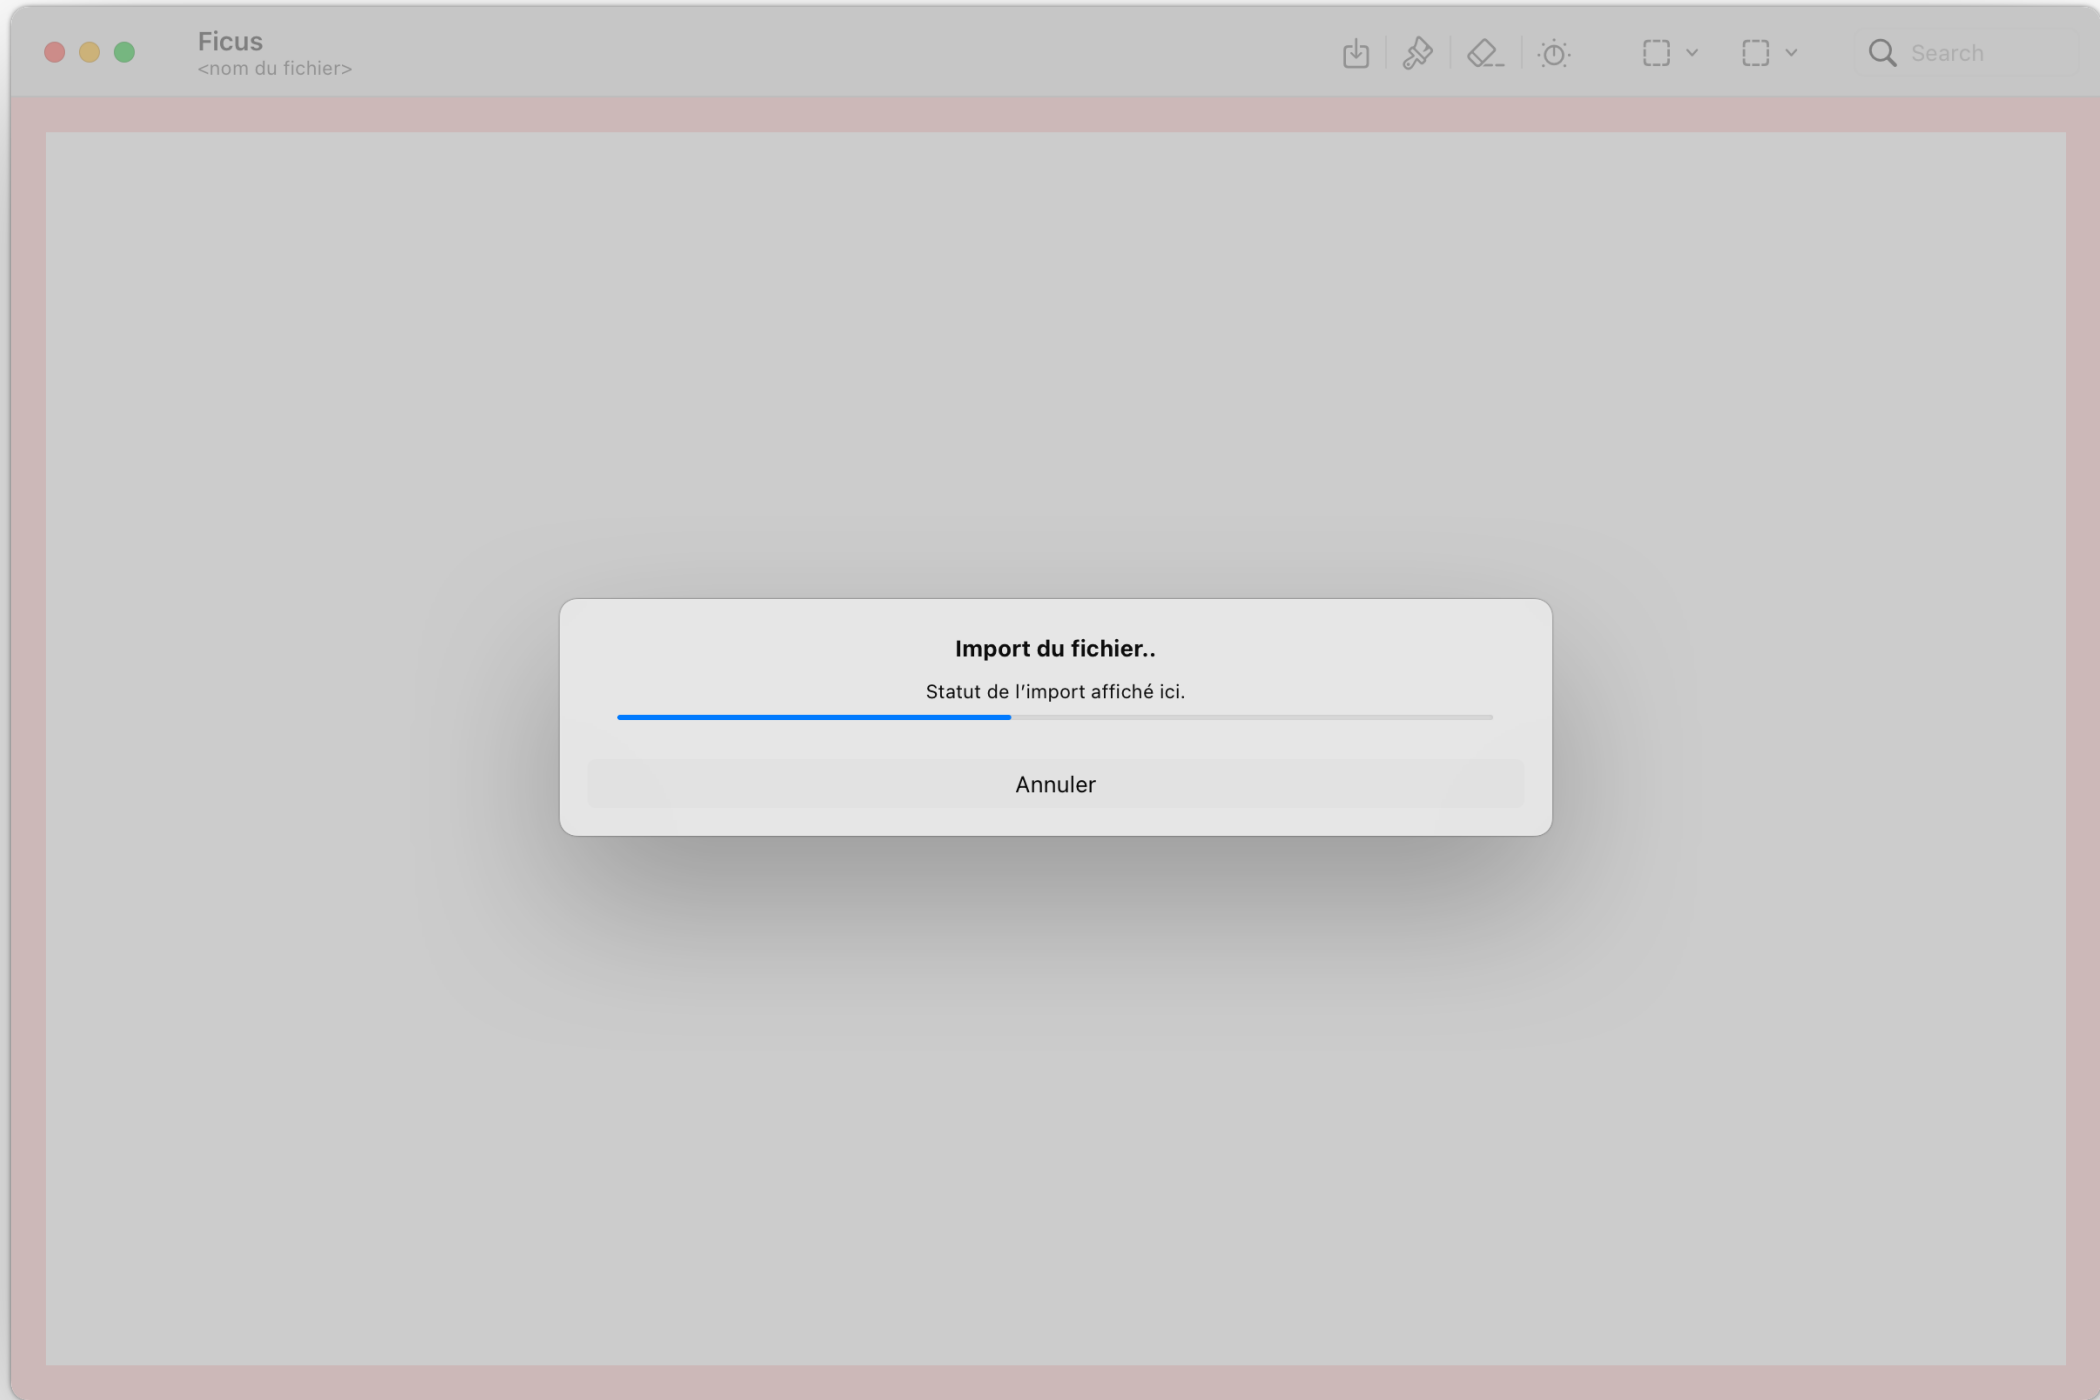 Ficus
<nom du fichier>
Search
Import du fichier..
Statut de l'import affiché ici.
Annuler